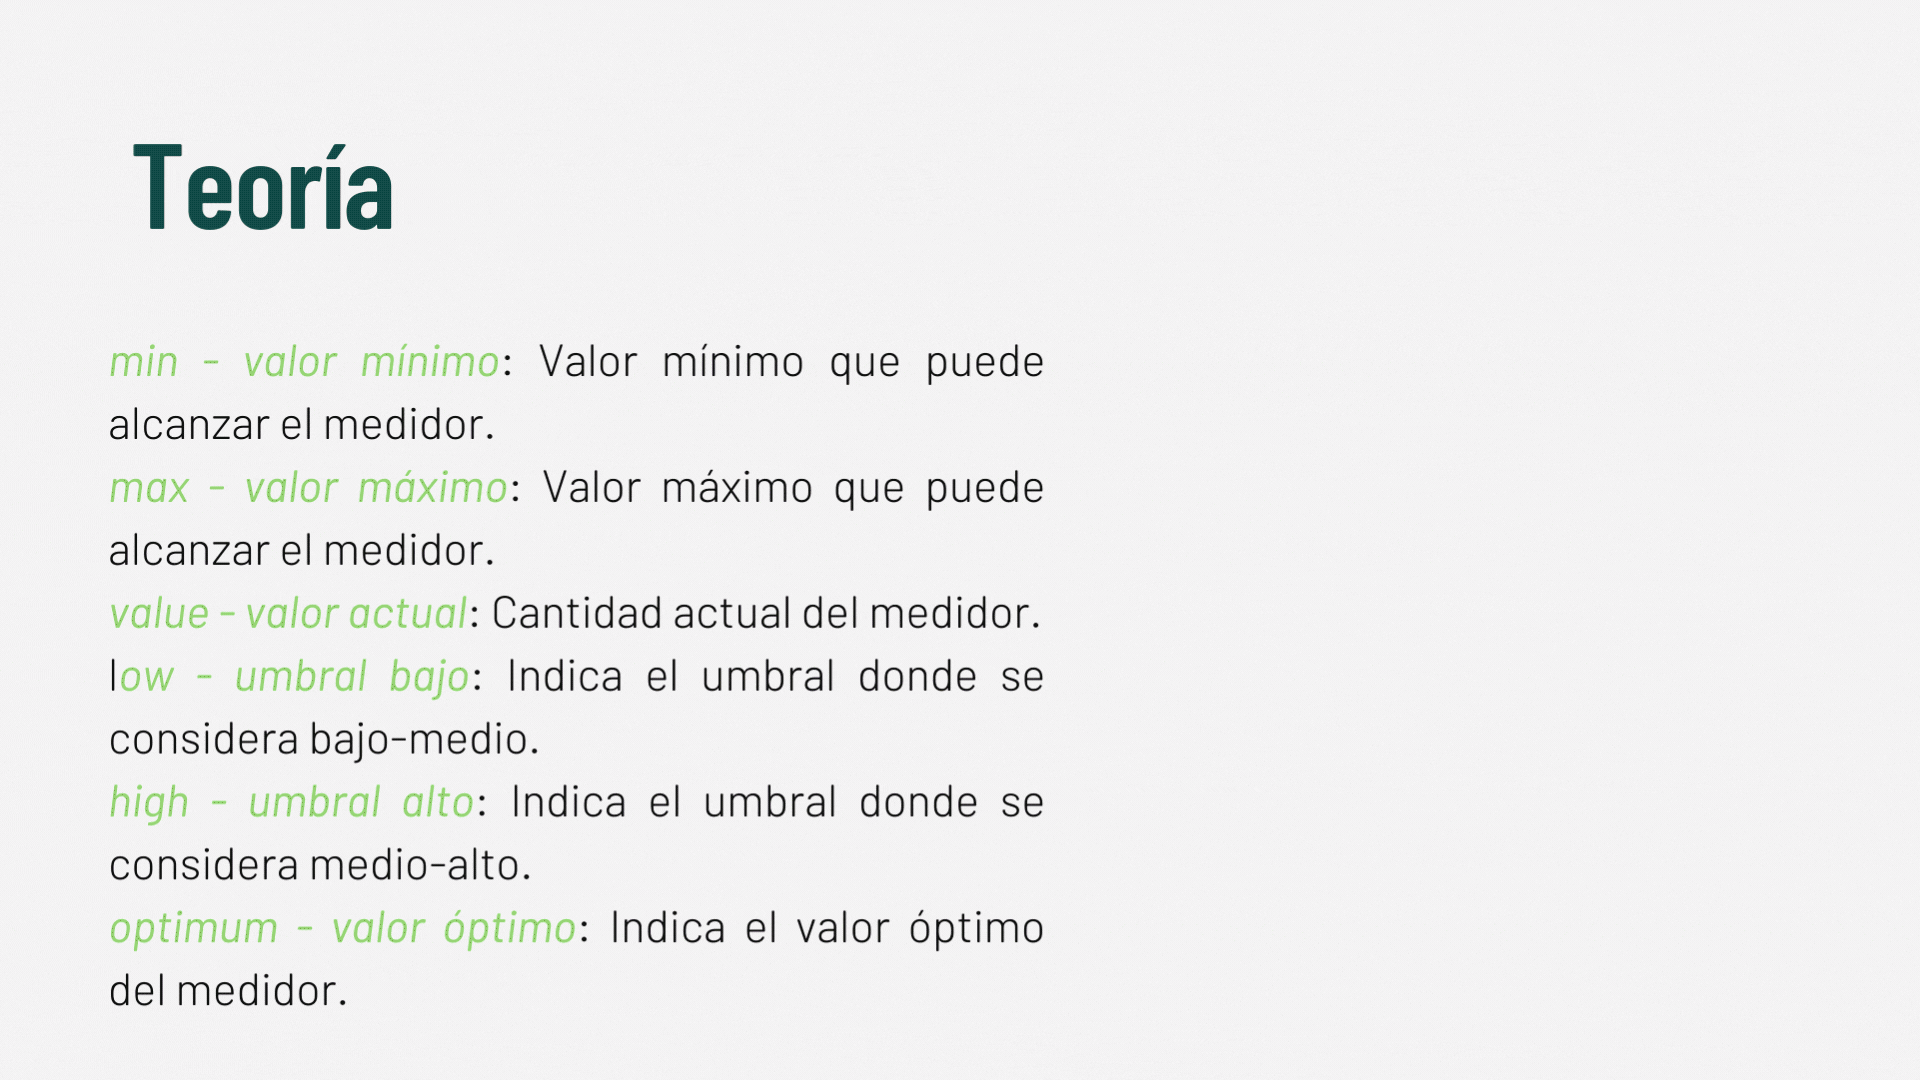 Teoría
min - valor mínimo: Valor mínimo que puede
alcanzar el medidor.
max - valor máximo: Valor máximo que puede
alcanzar el medidor.
value - valor actual: Cantidad actual del medidor.
low - umbral bajo: Indica el umbral donde se
considera bajo-medio.
high - umbral alto: Indica el umbral donde se
considera medio-alto.
optimum - valor óptimo: Indica el valor óptimo
del medidor.